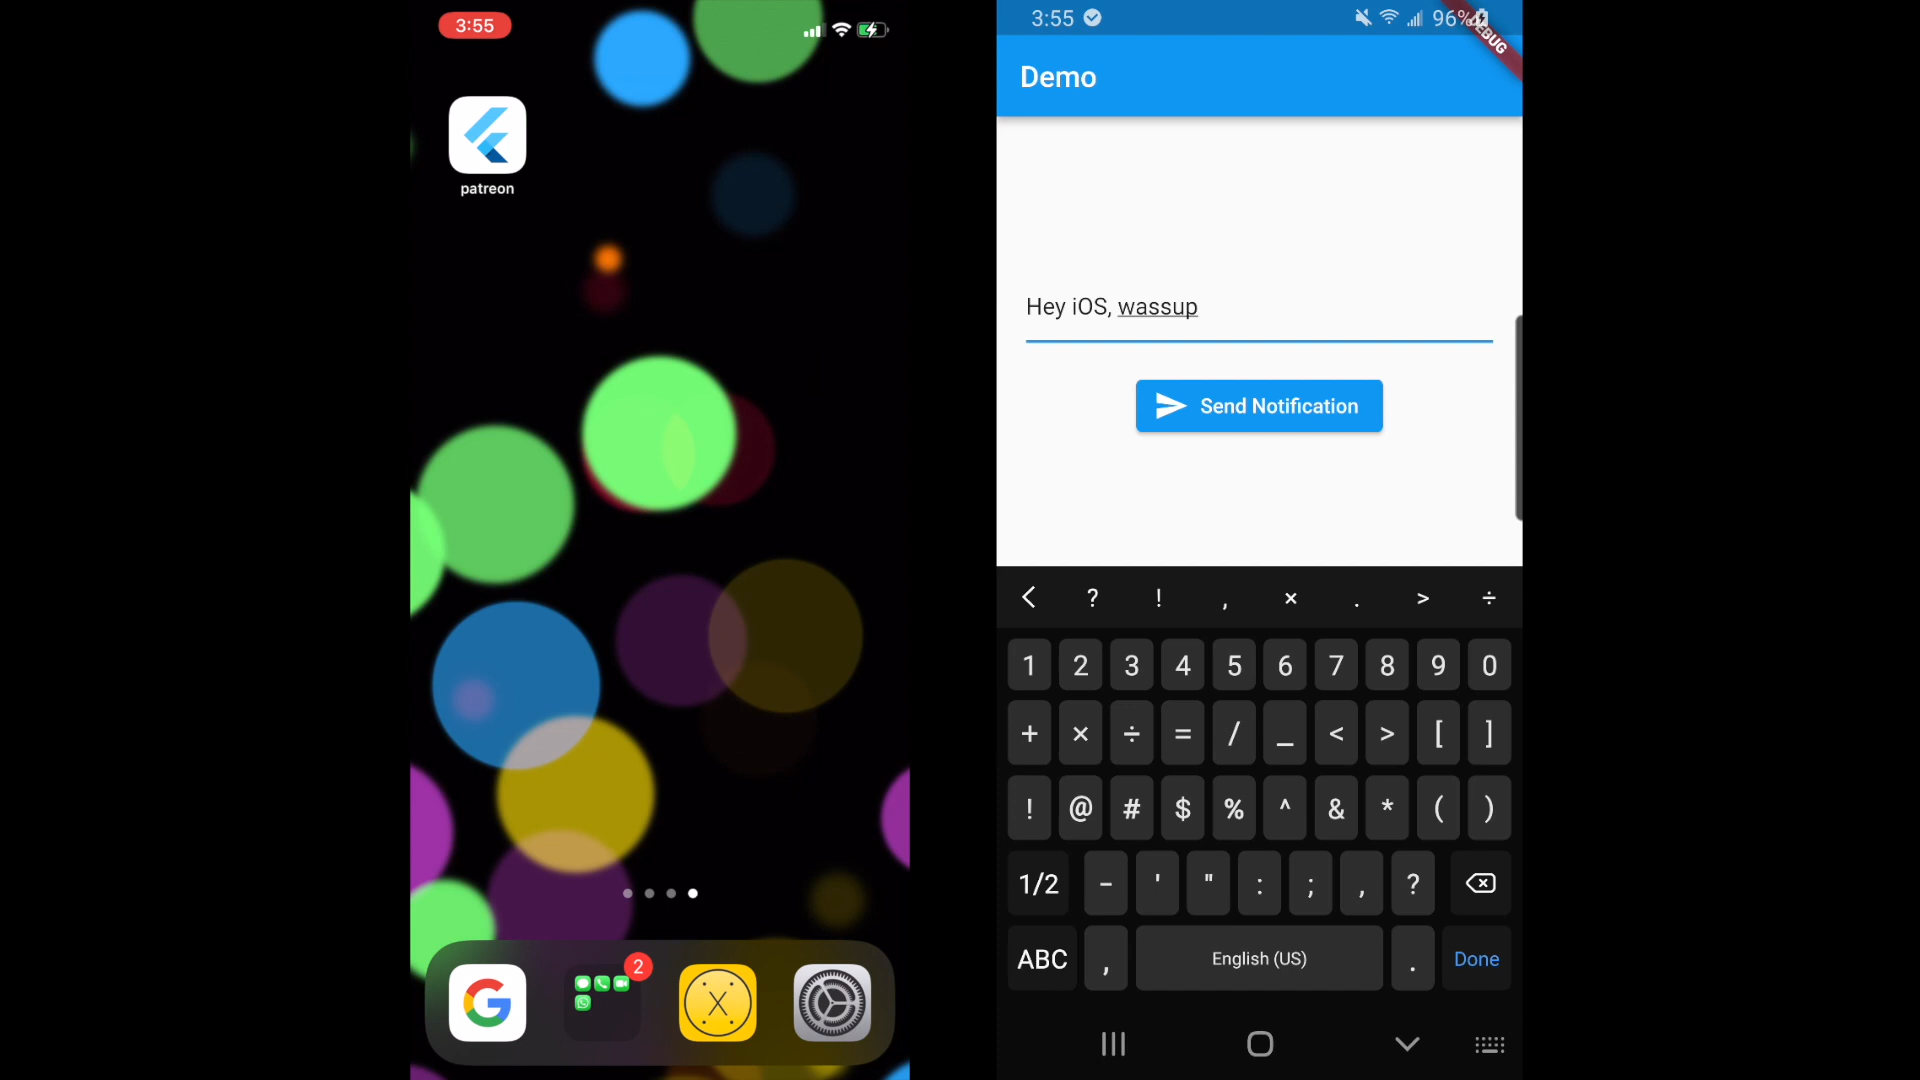 3:55
patreon
2
X
3:55
96%
DEBUG
Demo
Hey iOS, wassup
Send Notification
? ! , × . > ÷
1 2 3 4 5 6 7 8 9 0
+ × ÷ = / _ < > [ ]
! @ # $ % ^ & * ( )
1/2 - ' " : ; , ?
ABC , English (US) . Done